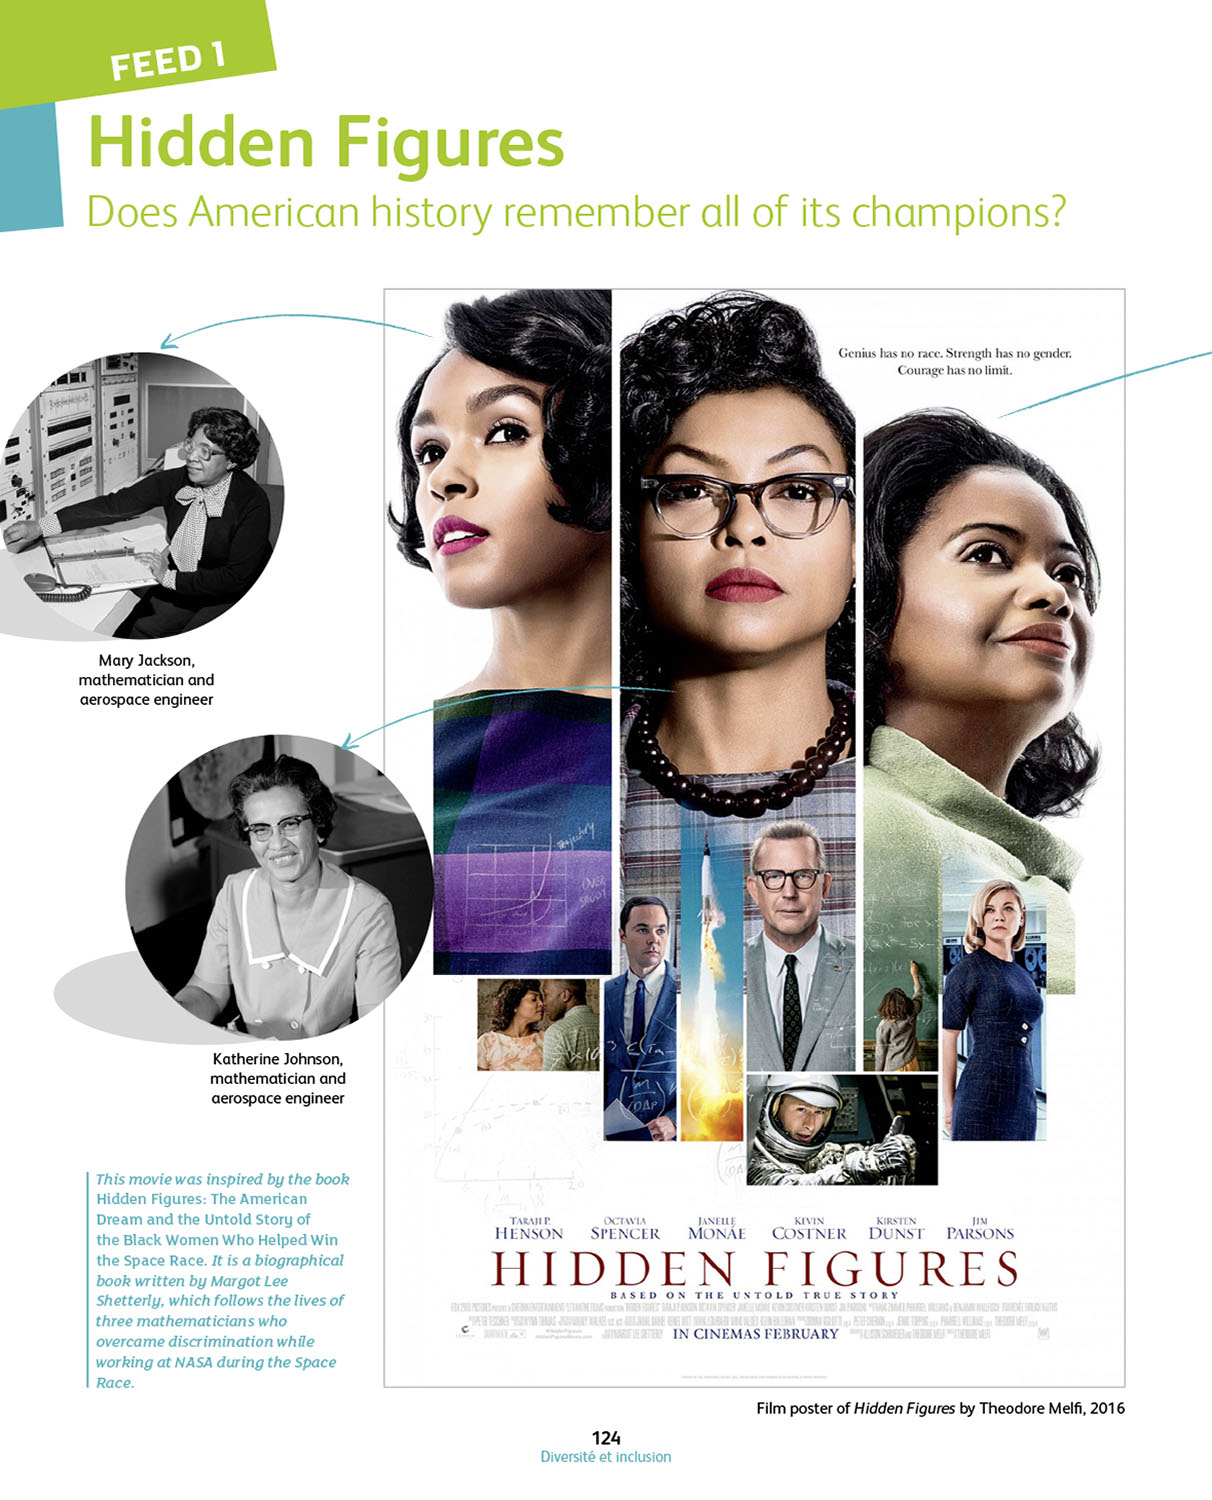 FEED 1
Hidden Figures
Does American history remember all of its champions?
Genius has no race. Strength has no gender.
Courage has no limit.
Mary Jackson,
mathematician and
aerospace engineer
Katherine Johnson,
mathematician and
aerospace engineer
This movie was inspired by the book
Hidden Figures: The American
Dream and the Untold Story of
the Black Women Who Helped Win
the Space Race. It is a biographical
book written by Margot Lee
Shetterly, which follows the lives of
three mathematicians who
overcame discrimination while
working at NASA during the Space
Race.
Trajectory
OVER
TARAJI P. HENSON OCTAVIA SPENCER JANELLE MONÁE KEVIN COSTNER KIRSTEN DUNST JIM PARSONS
HIDDEN FIGURES
BASED ON THE UNTOLD TRUE STORY
IN CINEMAS FEBRUARY
Film poster of Hidden Figures by Theodore Melfi, 2016
124
Diversité et inclusion